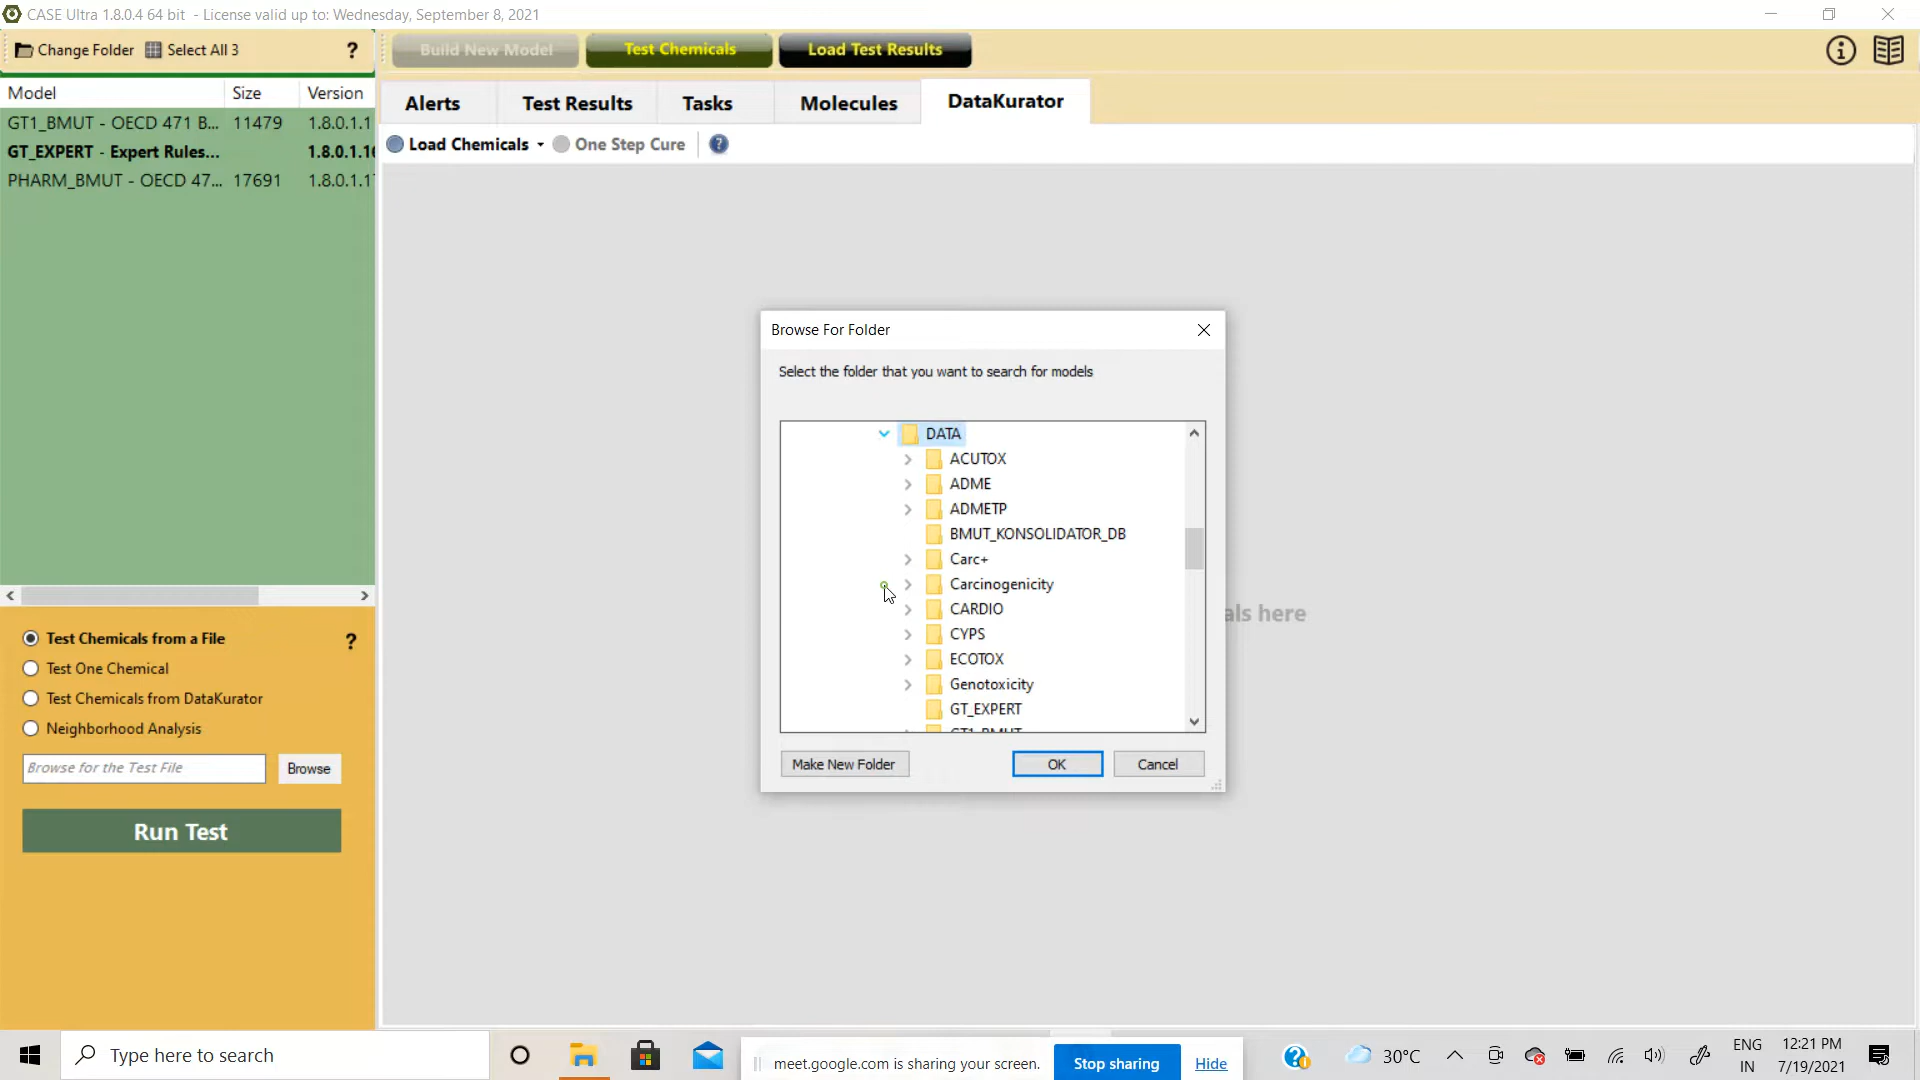 CASE Ultra 1.8.0.4 64 bit - License valid up to: Wednesday, September 8, 2021
Change Folder Select All 3 ?
Build New Model Test Chemicals Load Test Results
Model Size Version
Alerts Test Results Tasks Molecules DataKurator
GT1_BMUT - OECD 471 B... 11479 1.8.0.1.1
GT_EXPERT - Expert Rules... 1.8.0.1.16
PHARM_BMUT - OECD 47... 17691 1.8.0.1.1
Load Chemicals One Step Cure ?
Browse For Folder
Select the folder that you want to search for models
DATA
ACUTOX
ADME
ADMETP
BMUT_KONSOLIDATOR_DB
Carc+
Carcinogenicity
CARDIO
CYPS
ECOTOX
Genotoxicity
GT_EXPERT
GT1_BMUT
Make New Folder OK Cancel
als here
Test Chemicals from a File ?
Test One Chemical
Test Chemicals from DataKurator
Neighborhood Analysis
Browse for the Test File Browse
Run Test
Type here to search
meet.google.com is sharing your screen. Stop sharing Hide
30°C
ENG
IN
12:21 PM
7/19/2021